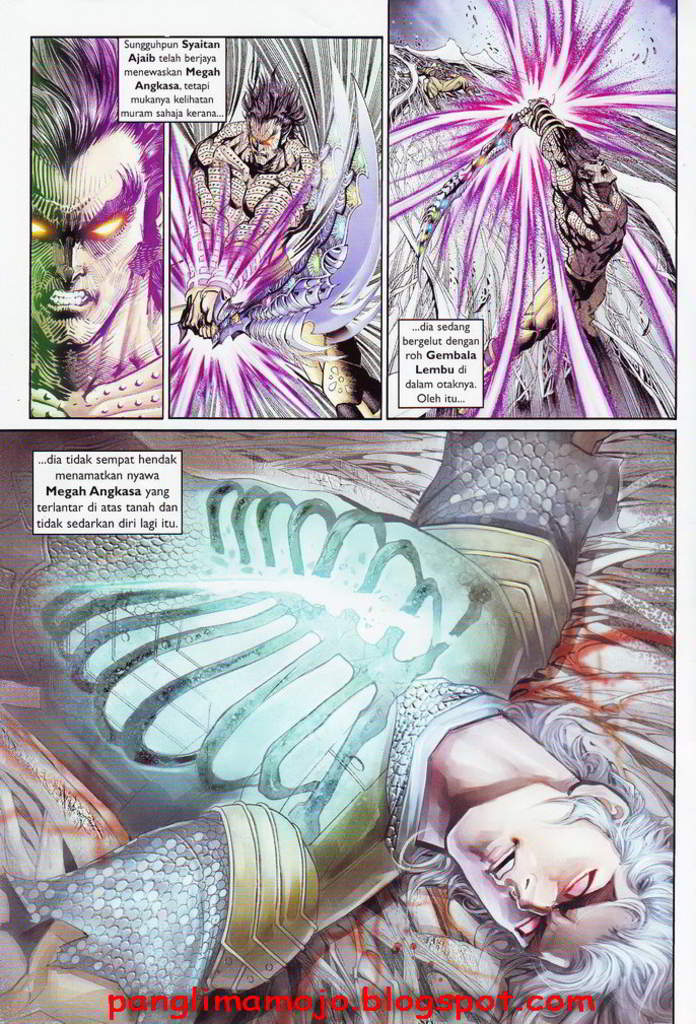 Sungguhpun Syaitan
Ajaib telah berjaya
menewaskan Megah
Angkasa, tetapi
mukanya kelihatan
muram sahaja kerana...
...dia sedang
bergelut dengan
roh Gembala
Lembu di
dalam otaknya.
Oleh itu...
...dia tidak sempat hendak
menamatkan nyawa
Megah Angkasa yang
terlantar di atas tanah dan
tidak sedarkan diri lagi itu.
panglimamojo.blogspot.com